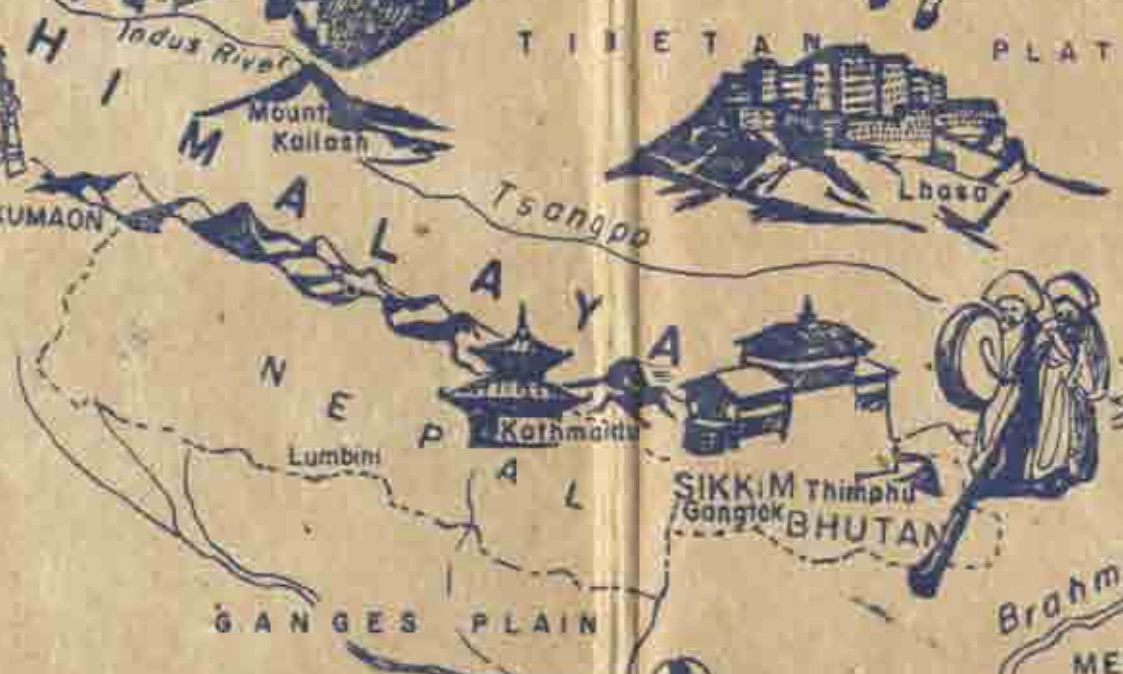 Indus River
HIMALAYA
TIBETAN PLAT
Mount
Kailash
Lhasa
Tsangpo
KUMAON
NEPAL
Kathmandu
Lumbini
SIKKIM
Thimphu
Gangtok
BHUTAN
GANGES PLAIN
Brahm
ME